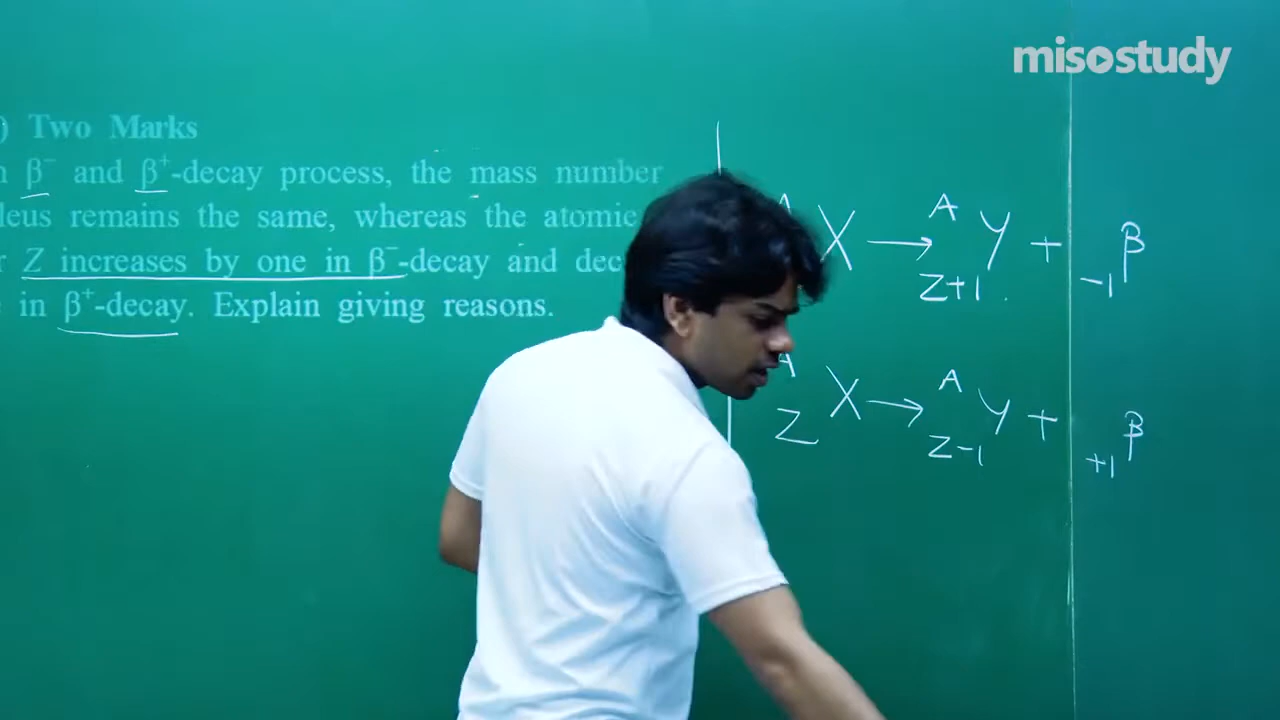 misostudy
) Two Marks
n β⁻ and β⁺-decay process, the mass number
leus remains the same, whereas the atomic
r Z increases by one in β⁻-decay and dec
e in β⁺-decay. Explain giving reasons.
A X → A Y + β
Z+1 -1
A X → A Y + β
Z Z-1 +1